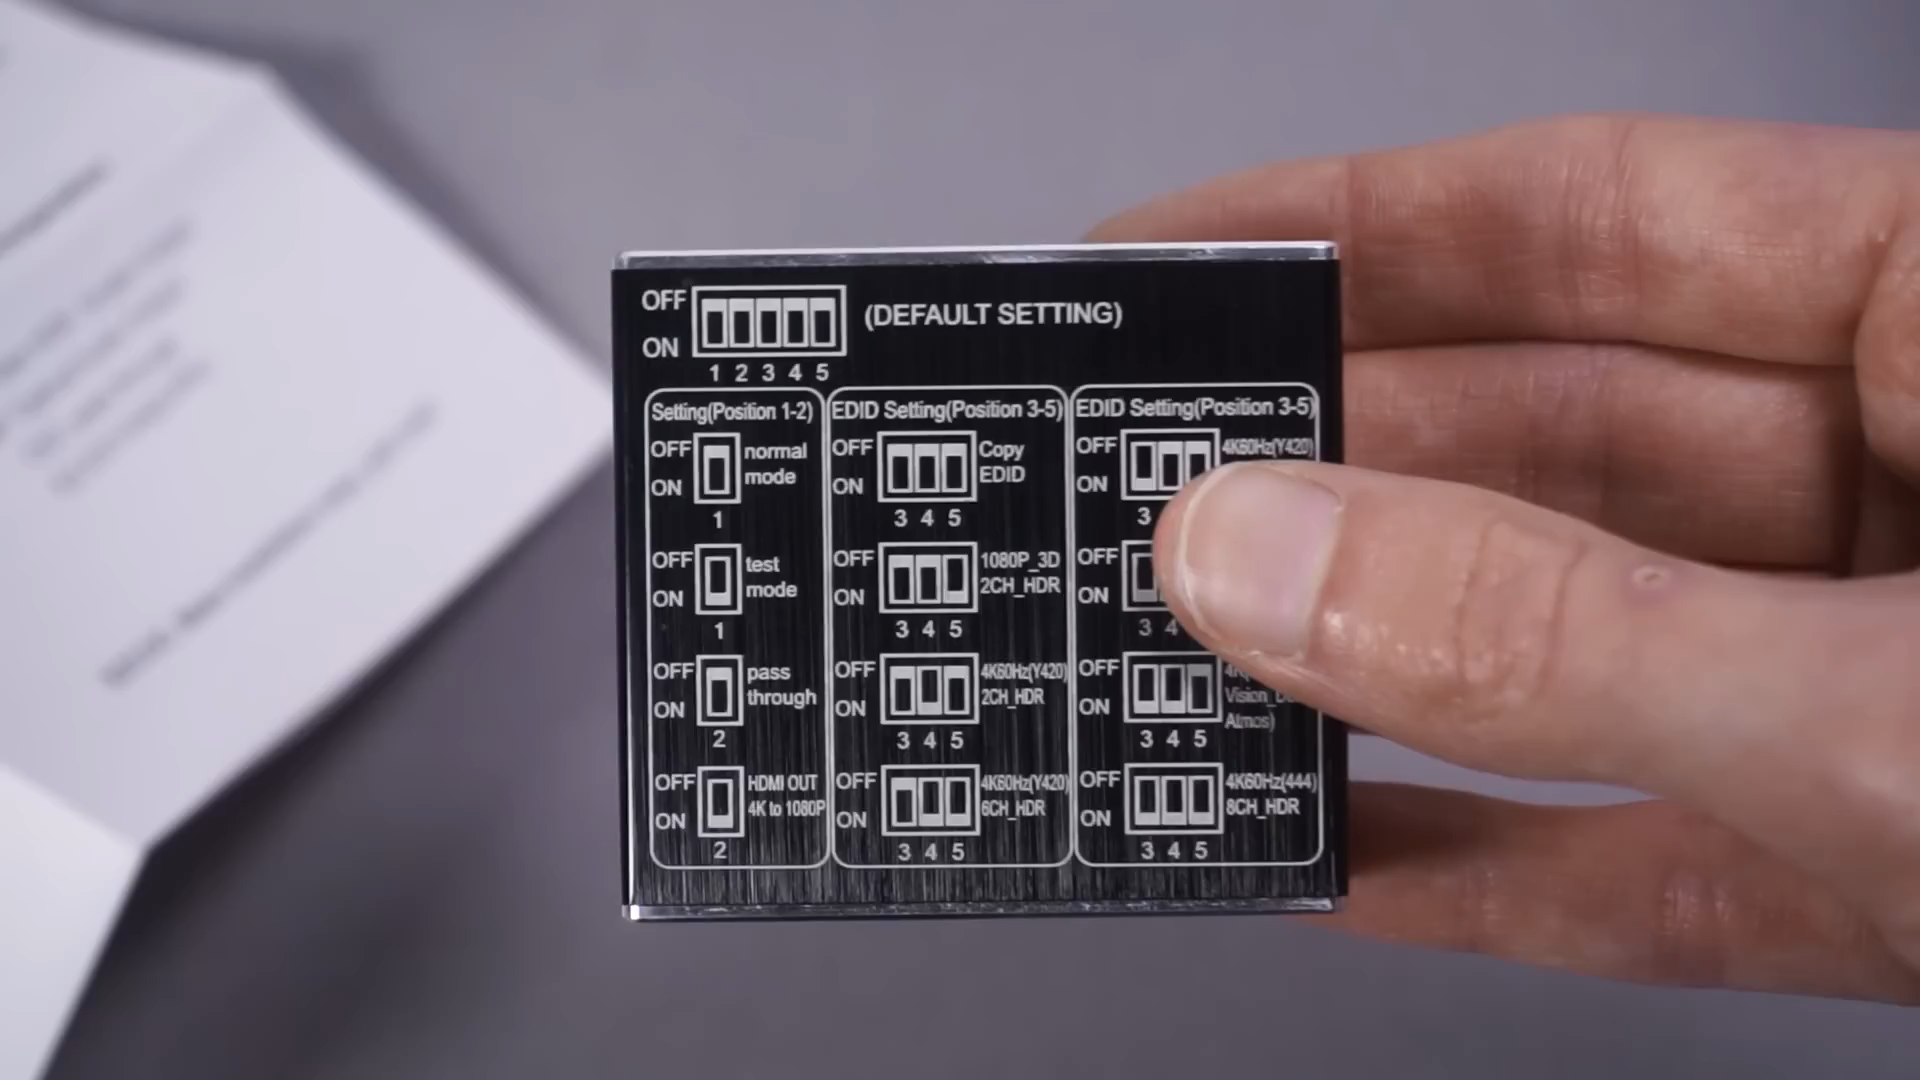 OFF
ON
(DEFAULT SETTING)
1 2 3 4 5
Setting(Position 1-2)
OFF
ON
normal
mode
1
OFF
ON
test
mode
1
OFF
ON
pass
through
2
OFF
ON
HDMI OUT
4K to 1080P
2
EDID Setting(Position 3-5)
OFF
ON
Copy
EDID
3 4 5
OFF
ON
1080P_3D
2CH_HDR
3 4 5
OFF
ON
4K60Hz(Y420)
2CH_HDR
3 4 5
OFF
ON
4K60Hz(Y420)
6CH_HDR
3 4 5
EDID Setting(Position 3-5)
OFF
ON
4K60Hz(Y420)
3
OFF
ON
3 4
OFF
ON
Atmos)
3 4 5
OFF
ON
4K60Hz(444)
8CH_HDR
3 4 5